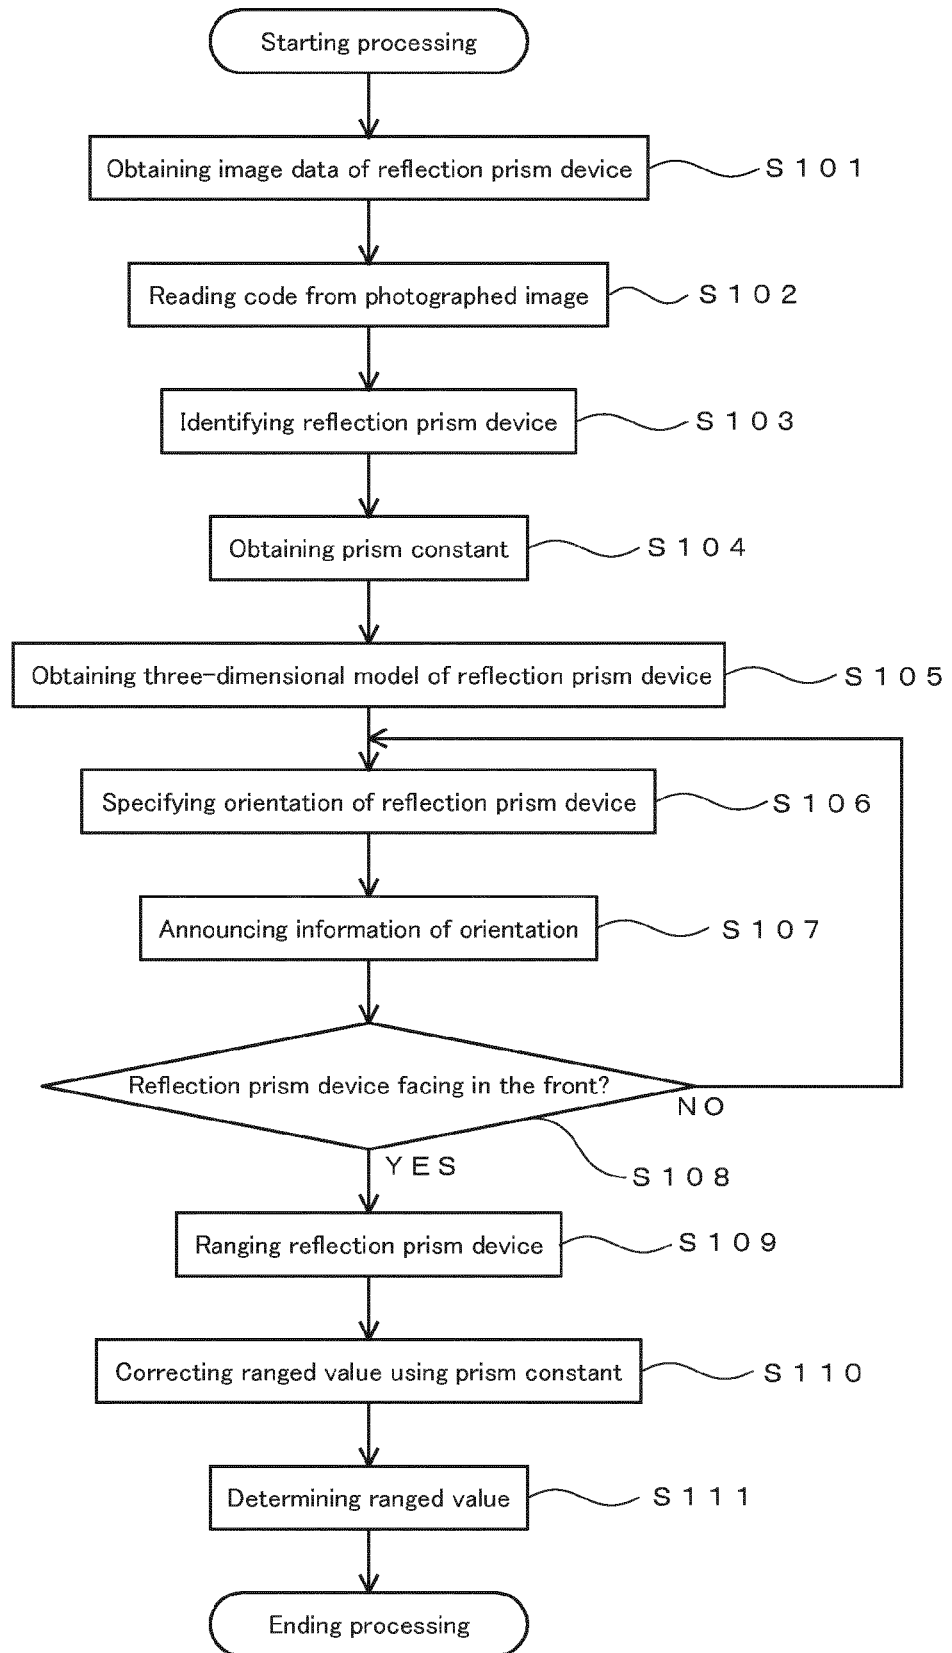 Starting processing
Obtaining image data of reflection prism device
S101
Reading code from photographed image
S102
Identifying reflection prism device
S103
Obtaining prism constant
S104
Obtaining three-dimensional model of reflection prism device
S105
Specifying orientation of reflection prism device
S106
Announcing information of orientation
S107
Reflection prism device facing in the front?
NO
YES
S108
Ranging reflection prism device
S109
Correcting ranged value using prism constant
S110
Determining ranged value
S111
Ending processing